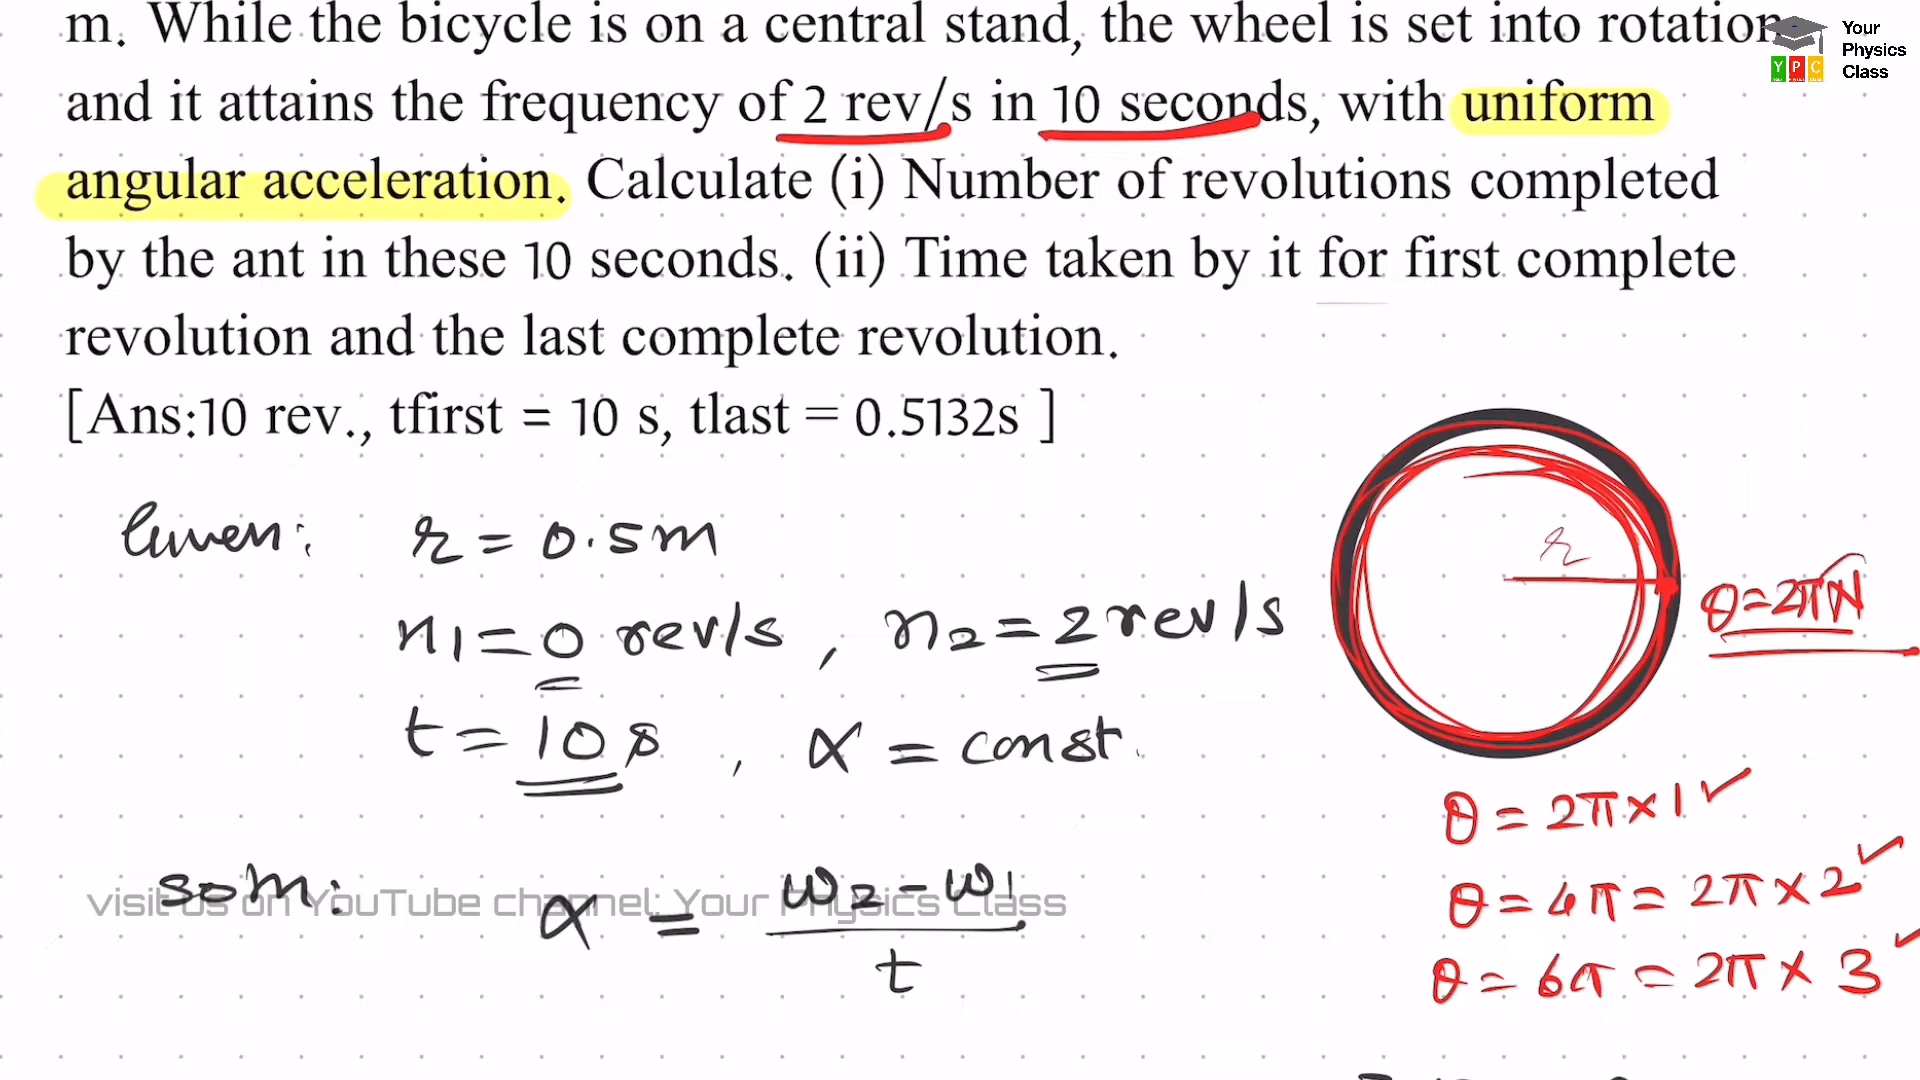 m. While the bicycle is on a central stand, the wheel is set into rotation
and it attains the frequency of 2 rev/s in 10 seconds, with uniform
angular acceleration. Calculate (i) Number of revolutions completed
by the ant in these 10 seconds. (ii) Time taken by it for first complete
revolution and the last complete revolution.
[Ans:10 rev., tfirst = 10 s, tlast = 0.5132s ]
Your
Physics
Class
Y P C
Given: r = 0.5m
n1 = 0 rev/s , n2 = 2 rev/s
t = 10 s , α = const.
r
θ = 2πN
θ = 2π × 1 ✓
θ = 4π = 2π × 2 ✓
θ = 6π = 2π × 3 ✓
soln: α = ω2 - ω1
t
visit us on YouTube channel: Your Physics Class